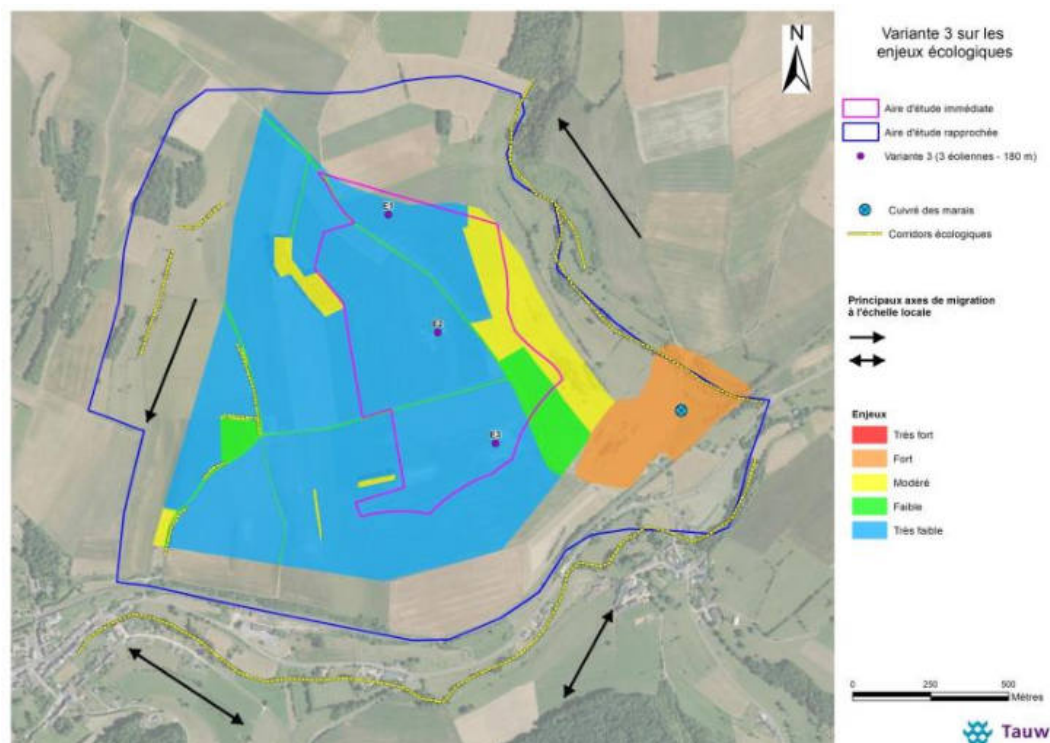 N
Variante 3 sur les
enjeux écologiques
Aire d'étude immédiate
Aire d'étude rapprochée
Variante 3 (3 éoliennes - 180 m)
Cuivré des marais
Corridors écologiques
Principaux axes de migration
à l'échelle locale
Enjeux
Très fort
Fort
Modéré
Faible
Très faible
E1
E2
E3
0 250 500
Mètres
Tauw